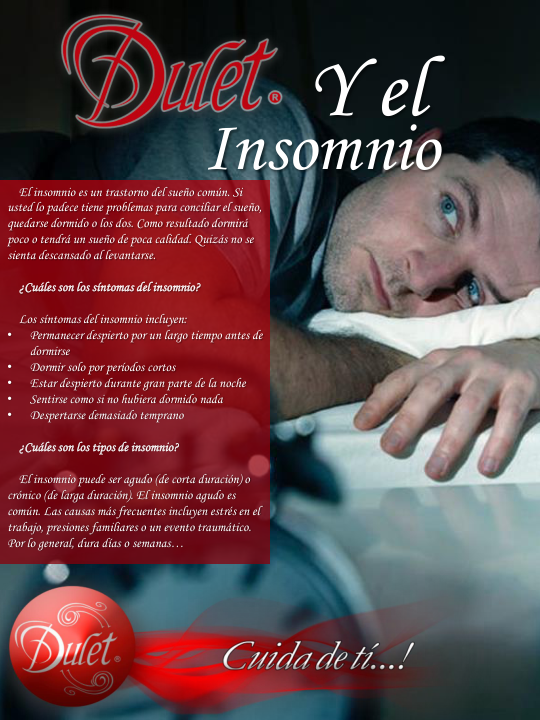 Dulet®
Y el
Insomnio
El insomnio es un trastorno del sueño común. Si
usted lo padece tiene problemas para conciliar el sueño,
quedarse dormido o los dos. Como resultado dormirá
poco o tendrá un sueño de poca calidad. Quizás no se
sienta descansado al levantarse.
¿Cuáles son los síntomas del insomnio?
Los síntomas del insomnio incluyen:
• Permanecer despierto por un largo tiempo antes de
dormirse
• Dormir solo por períodos cortos
• Estar despierto durante gran parte de la noche
• Sentirse como si no hubiera dormido nada
• Despertarse demasiado temprano
¿Cuáles son los tipos de insomnio?
El insomnio puede ser agudo (de corta duración) o
crónico (de larga duración). El insomnio agudo es
común. Las causas más frecuentes incluyen estrés en el
trabajo, presiones familiares o un evento traumático.
Por lo general, dura días o semanas…
Dulet®
Cuida de tí...!